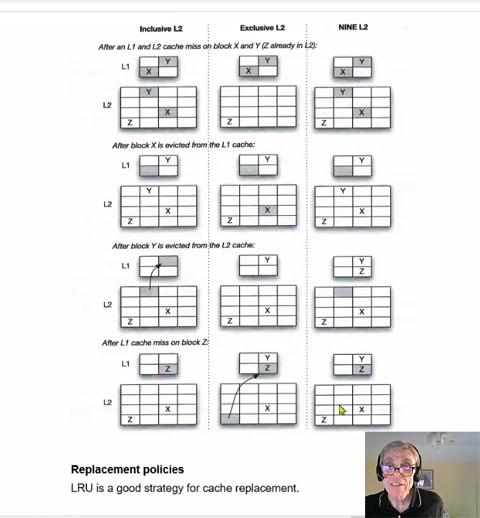 Inclusive L2 Exclusive L2 NINE L2
After an L1 and L2 cache miss on block X and Y (Z already in L2):
L1 Y Y Y
X X X
L2 Y Y
X X
Z Z Z
After block X is evicted from the L1 cache:
L1 Y Y Y
L2 Y Y
X X X
Z Z Z
After block Y is evicted from the L2 cache:
L1 Y Y
Z
L2
X X X
Z Z Z
After L1 cache miss on block Z:
L1 Y Y
Z Z Z
L2
X X X
Z Z
Replacement policies
LRU is a good strategy for cache replacement.